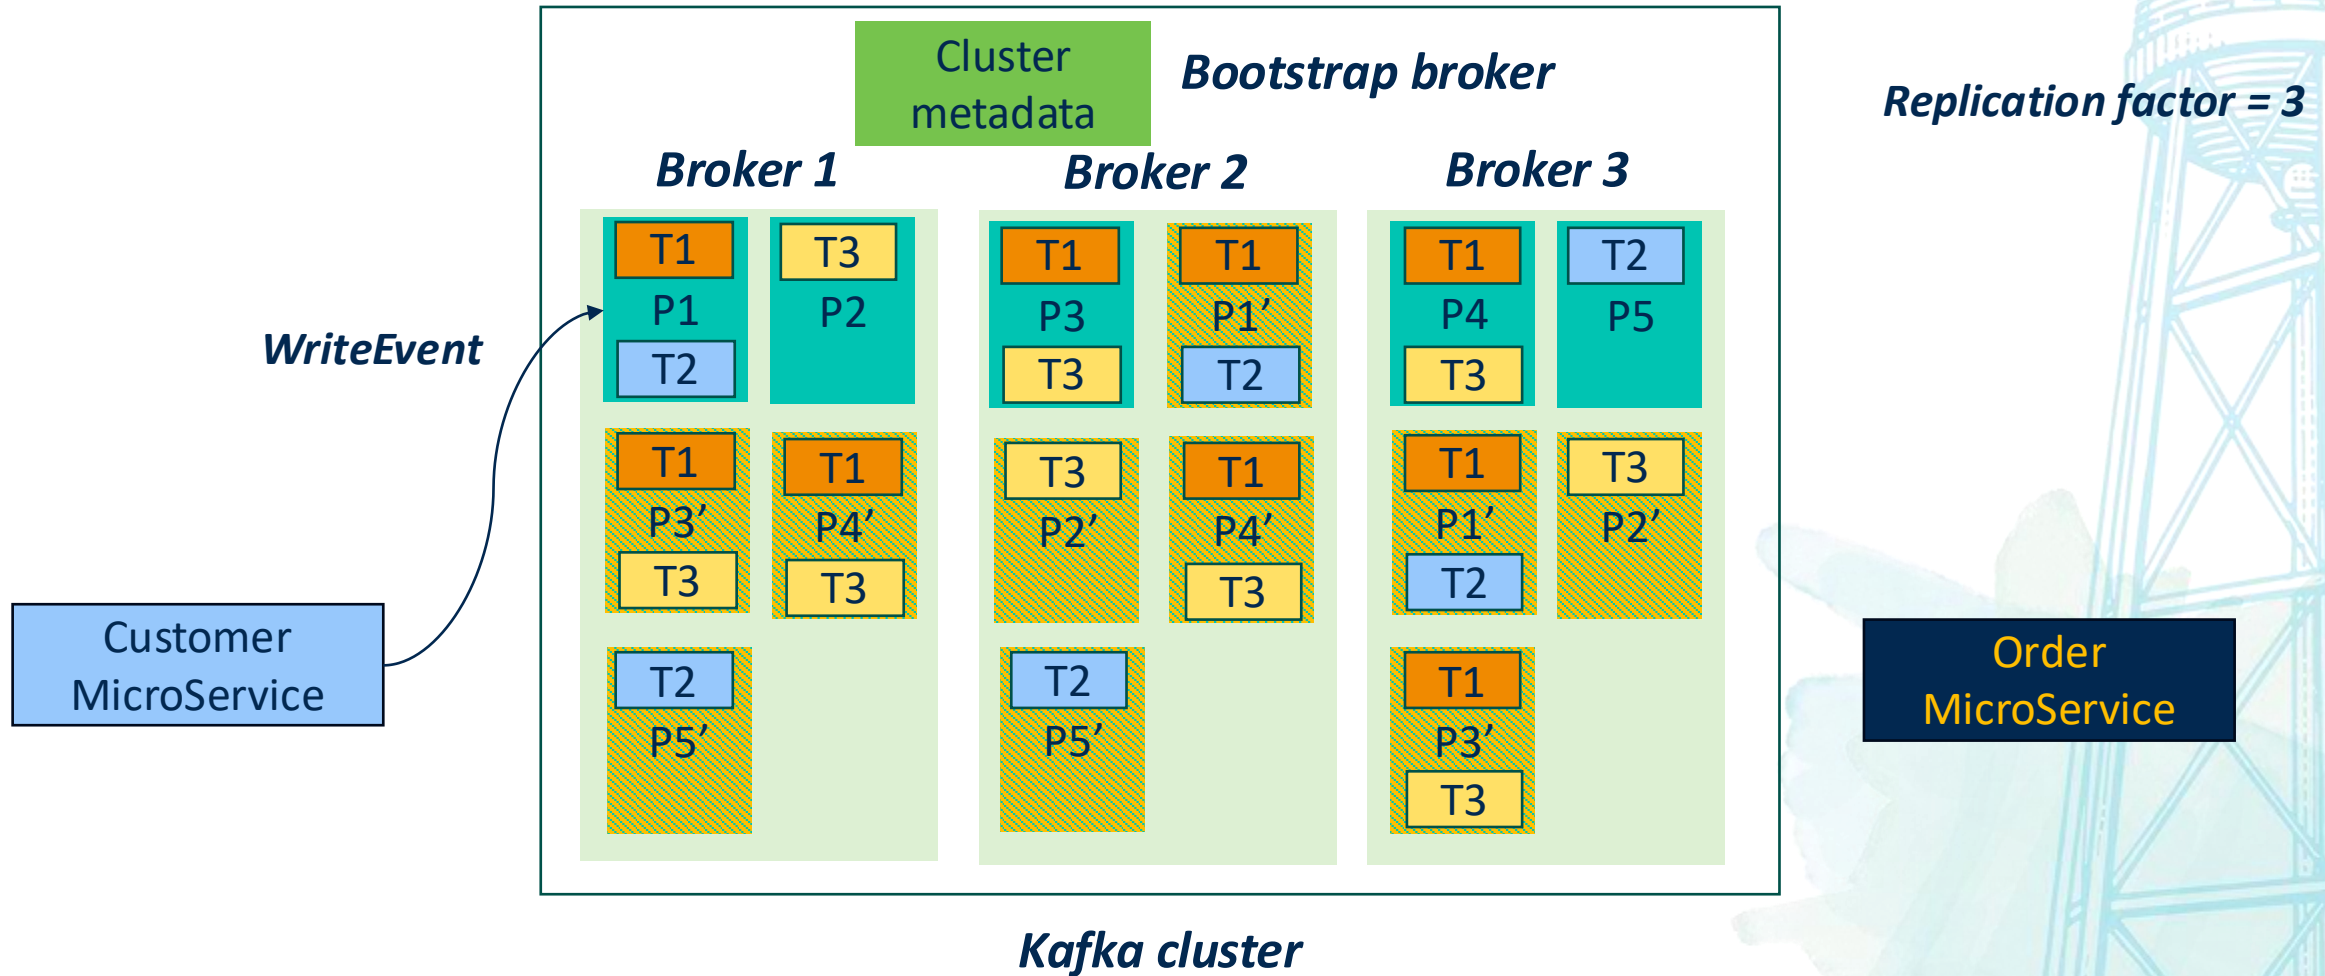 Cluster
metadata
Bootstrap broker
Replication factor = 3
Broker 1
Broker 2
Broker 3
T1
P1
T2
T3
P2
T1
P3
T3
T1
P1’
T2
T1
P4
T3
T2
P5
WriteEvent
T1
P3’
T3
T1
P4’
T3
T3
P2’
T1
P4’
T3
T1
P1’
T2
T3
P2’
Customer
MicroService
T2
P5’
T2
P5’
T1
P3’
T3
Order
MicroService
Kafka cluster